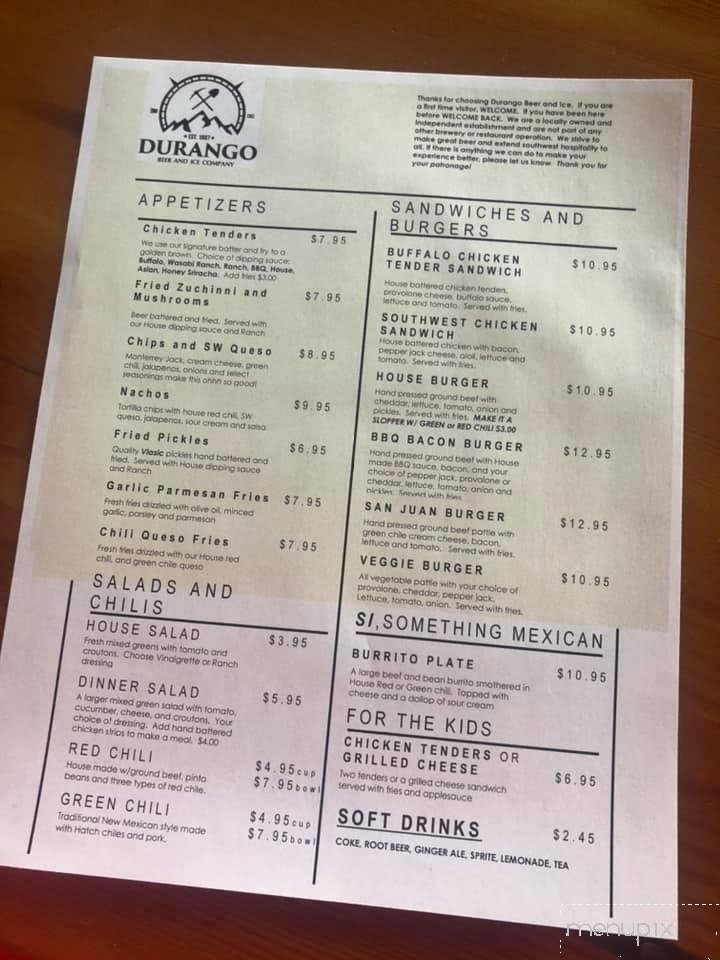 EST. 1887
DURANGO
BEER AND ICE COMPANY
Thanks for choosing Durango Beer and Ice. If you are
a first time visitor, WELCOME. If you have been here
before WELCOME BACK. We are a locally owned and
independent establishment and are not part of any
other brewery or restaurant operation. We strive to
make great beer and extend southwest hospitality to
all. If there is anything we can do to make your
experience better, please let us know. Thank you for
your patronage!
APPETIZERS
Chicken Tenders $7.95
We use our signature batter and fry to a
golden brown. Choice of dipping sauce:
Buffalo, Wasabi Ranch, Ranch, BBQ, House,
Asian, Honey Sriracha. Add fries $3.00
Fried Zuchinni and
Mushrooms $7.95
Beer battered and fried. Served with
our House dipping sauce and Ranch
Chips and SW Queso $8.95
Monterrey Jack, cream cheese, green
chili, jalapenos, onions and select
seasonings make this ohhh so good!
Nachos $9.95
Tortilla chips with house red chili, SW
queso, jalapenos, sour cream and salsa
Fried Pickles $6.95
Quality Vlasic pickles hand battered and
fried. Served with House dipping sauce
and Ranch
Garlic Parmesan Fries $7.95
Fresh fries drizzled with olive oil, minced
garlic, parsley and parmesan
Chili Queso Fries $7.95
Fresh fries drizzled with our House red
chili, and green chile queso
SALADS AND
CHILIS
HOUSE SALAD $3.95
Fresh mixed greens with tomato and
croutons. Choose Vinaigrette or Ranch
dressing
DINNER SALAD $5.95
A larger mixed green salad with tomato,
cucumber, cheese, and croutons. Your
choice of dressing. Add hand battered
chicken strips to make a meal. $4.00
RED CHILI $4.95cup
House made w/ground beef, pinto $7.95bowl
beans and three types of red chile.
GREEN CHILI $4.95cup
Traditional New Mexican style made $7.95bowl
with Hatch chiles and pork.
SANDWICHES AND
BURGERS
BUFFALO CHICKEN $10.95
TENDER SANDWICH
House battered chicken tenders,
provolone cheese, buffalo sauce,
lettuce and tomato. Served with fries.
SOUTHWEST CHICKEN $10.95
SANDWICH
House battered chicken with bacon,
pepper jack cheese, aioli, lettuce and
tomato. Served with fries.
HOUSE BURGER $10.95
Hand pressed ground beef with
cheddar, lettuce, tomato, onion and
pickles. Served with fries. MAKE IT A
SLOPPER W/ GREEN or RED CHILI $3.00
BBQ BACON BURGER $12.95
Hand pressed ground beef with House
made BBQ sauce, bacon, and your
choice of pepper jack, provolone or
cheddar, lettuce, tomato, onion and
pickles. Served with fries
SAN JUAN BURGER $12.95
Hand pressed ground beef pattie with
green chile cream cheese, bacon,
lettuce and tomato. Served with fries.
VEGGIE BURGER $10.95
All vegetable pattie with your choice of
provolone, cheddar, pepper jack.
Lettuce, tomato, onion. Served with fries.
SI, SOMETHING MEXICAN
BURRITO PLATE $10.95
A large beef and bean burrito smothered in
House Red or Green chili. Topped with
cheese and a dollop of sour cream
FOR THE KIDS
CHICKEN TENDERS OR
GRILLED CHEESE $6.95
Two tenders or a grilled cheese sandwich
served with fries and applesauce
SOFT DRINKS $2.45
COKE, ROOT BEER, GINGER ALE, SPRITE, LEMONADE, TEA
menupix